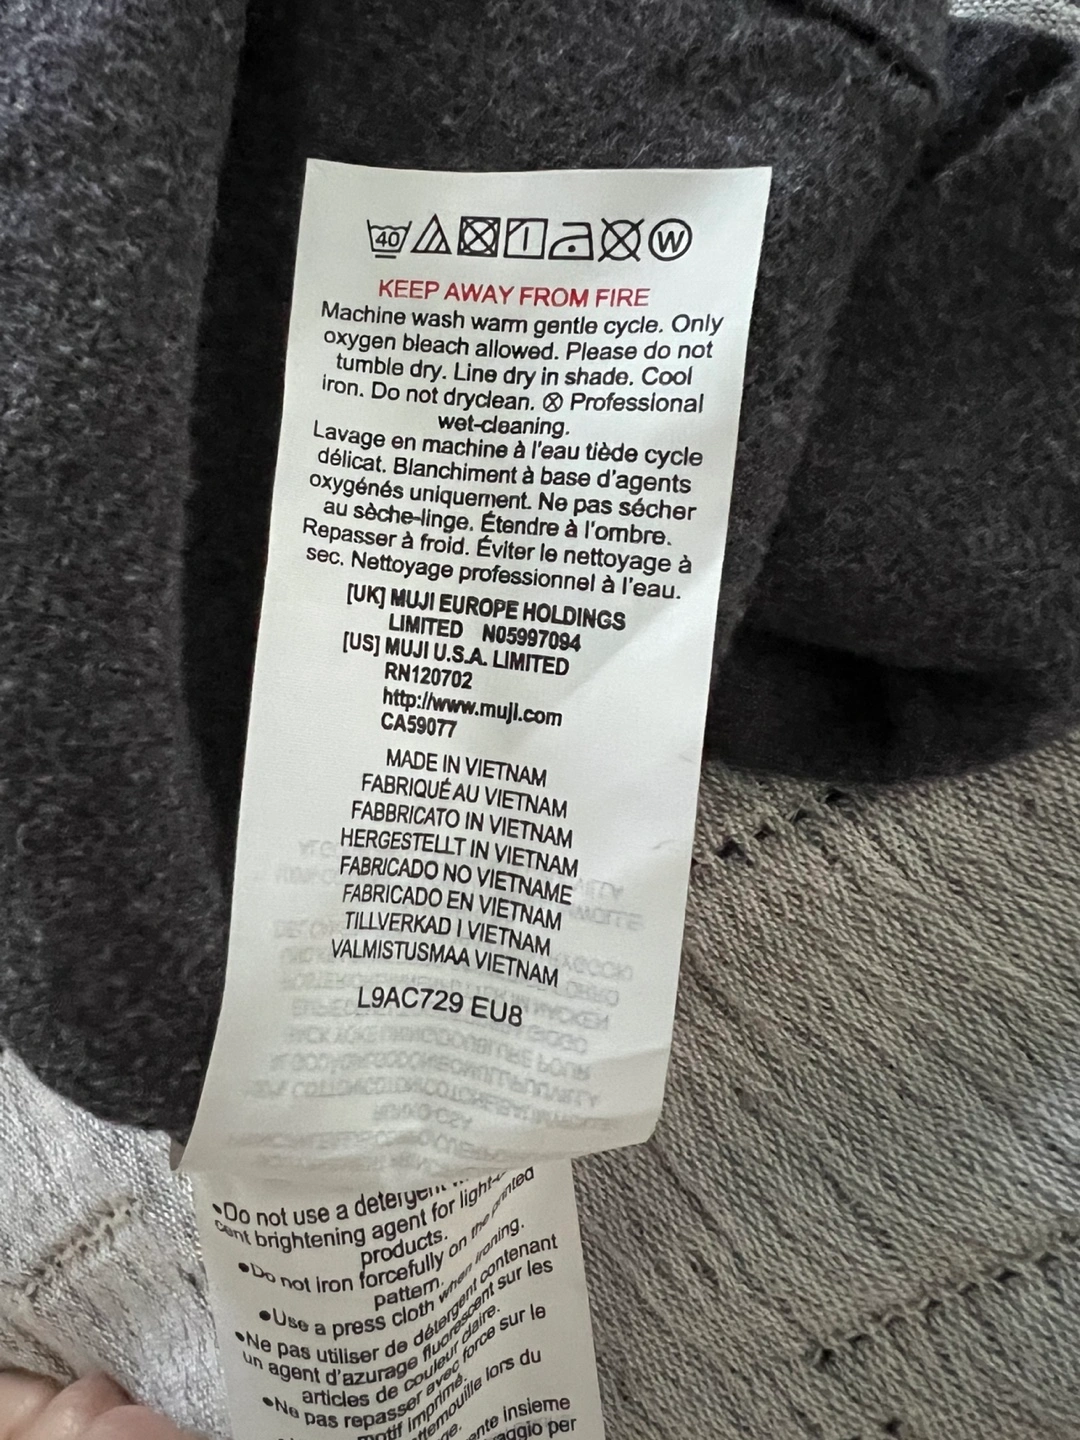 40 W
KEEP AWAY FROM FIRE
Machine wash warm gentle cycle. Only
oxygen bleach allowed. Please do not
tumble dry. Line dry in shade. Cool
iron. Do not dryclean. Ⓧ Professional
wet-cleaning.
Lavage en machine à l'eau tiède cycle
délicat. Blanchiment à base d'agents
oxygénés uniquement. Ne pas sécher
au sèche-linge. Étendre à l'ombre.
Repasser à froid. Éviter le nettoyage à
sec. Nettoyage professionnel à l'eau.
[UK] MUJI EUROPE HOLDINGS
LIMITED N05997094
[US] MUJI U.S.A. LIMITED
RN120702
http://www.muji.com
CA59077
MADE IN VIETNAM
FABRIQUÉ AU VIETNAM
FABBRICATO IN VIETNAM
HERGESTELLT IN VIETNAM
FABRICADO NO VIETNAME
FABRICADO EN VIETNAM
TILLVERKAD I VIETNAM
VALMISTUSMAA VIETNAM
L9AC729 EU8
•Do not use a detergent
cent brightening agent for
products.
•Do not iron forcefully on the printed
pattern.
•Use a press cloth when ironing.
•Ne pas utiliser de détergent contenant
un agent d'azurage fluorescent sur les
articles de couleur claire.
•Ne pas repasser avec force sur le
motif imprimé.
lors du
insieme
per